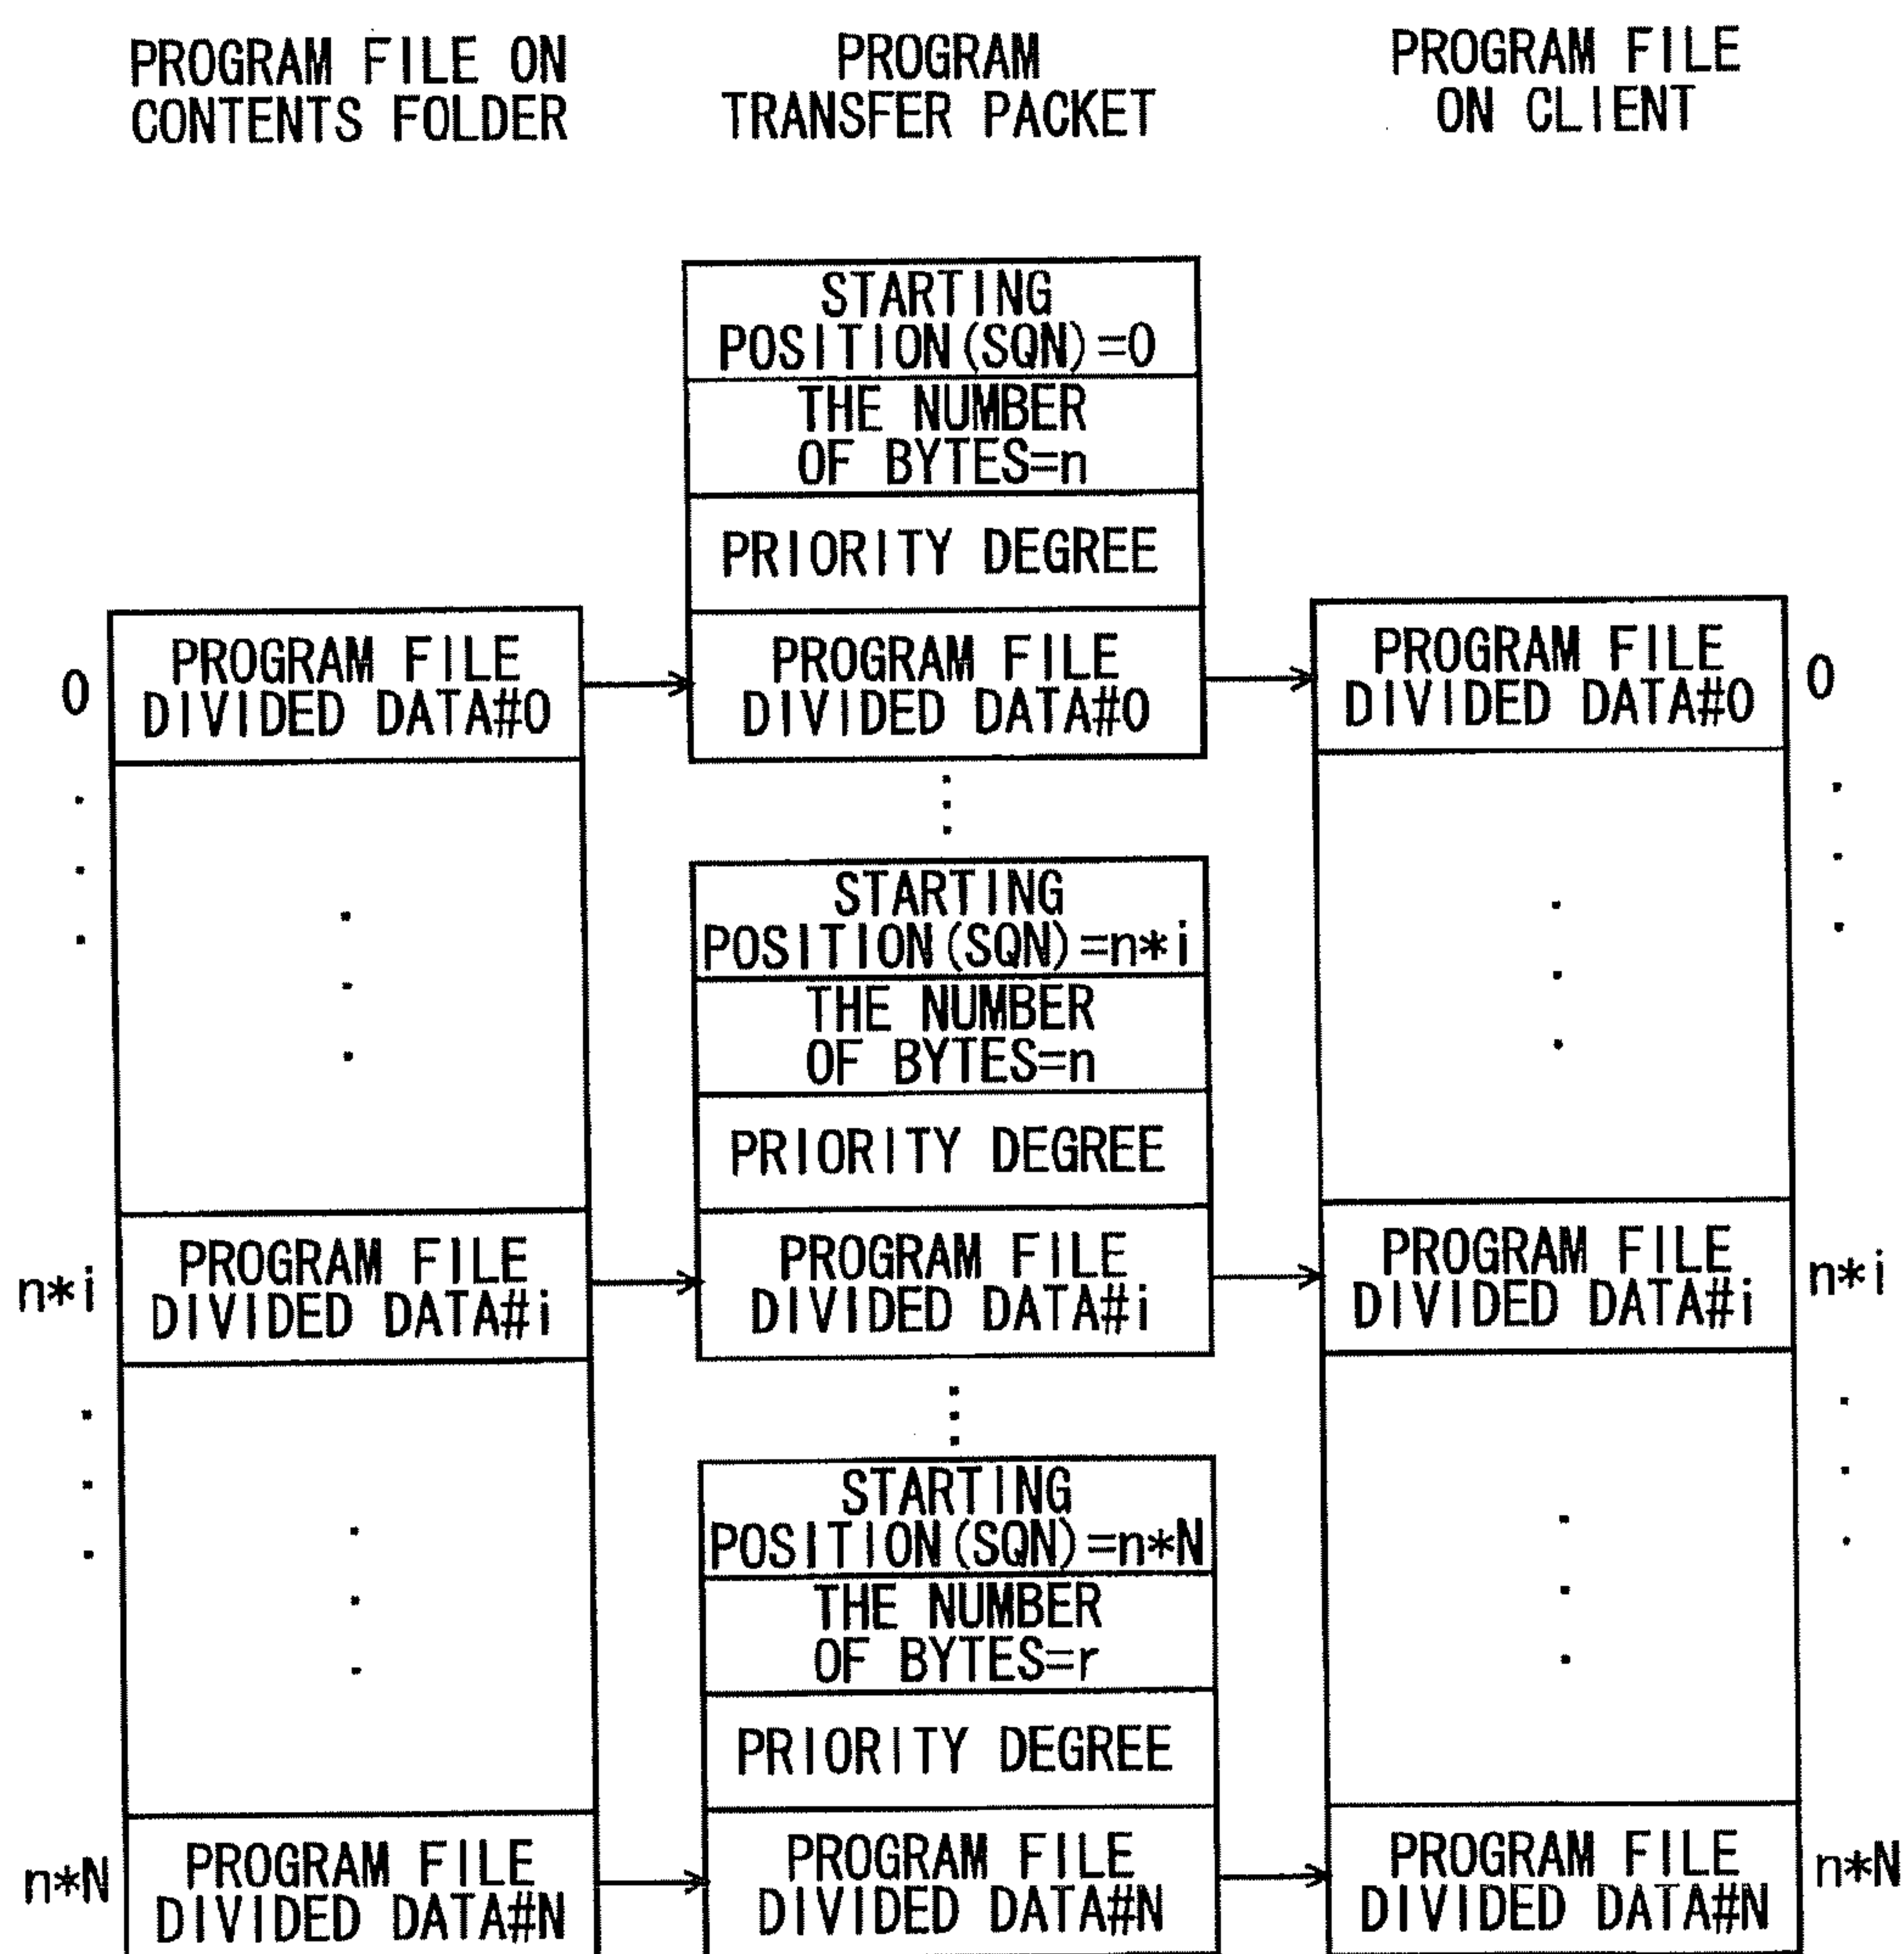 PROGRAM FILE ON
CONTENTS FOLDER
PROGRAM
TRANSFER PACKET
PROGRAM FILE
ON CLIENT
STARTING
POSITION(SQN)=0
THE NUMBER
OF BYTES=n
PRIORITY DEGREE
0
PROGRAM FILE
DIVIDED DATA#0
PROGRAM FILE
DIVIDED DATA#0
PROGRAM FILE
DIVIDED DATA#0
0
STARTING
POSITION(SQN)=n*i
THE NUMBER
OF BYTES=n
PRIORITY DEGREE
n*i
PROGRAM FILE
DIVIDED DATA#i
PROGRAM FILE
DIVIDED DATA#i
PROGRAM FILE
DIVIDED DATA#i
n*i
STARTING
POSITION(SQN)=n*N
THE NUMBER
OF BYTES=r
PRIORITY DEGREE
n*N
PROGRAM FILE
DIVIDED DATA#N
PROGRAM FILE
DIVIDED DATA#N
PROGRAM FILE
DIVIDED DATA#N
n*N